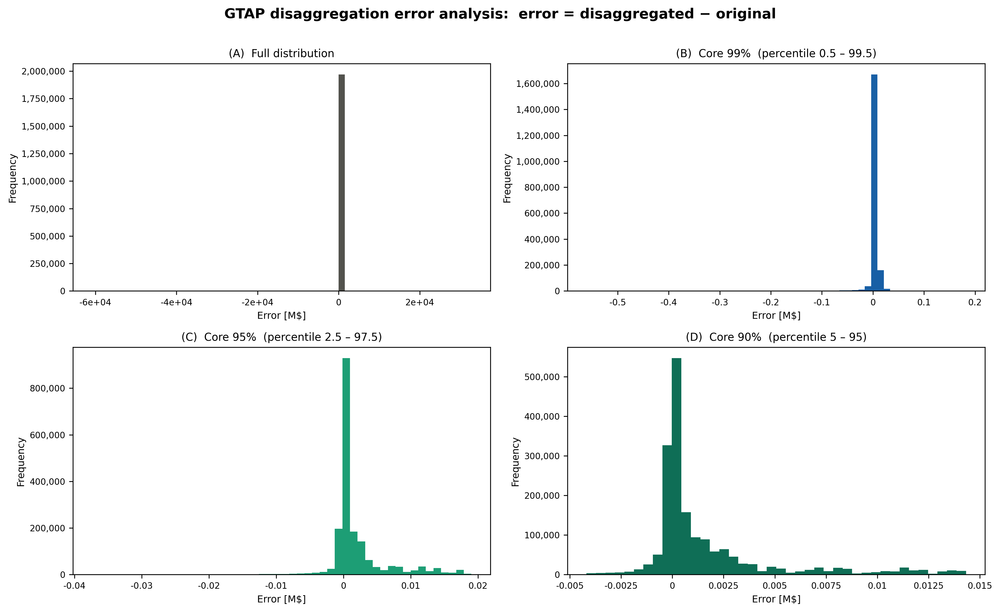 GTAP disaggregation error analysis:  error = disaggregated − original
(A)  Full distribution
2,000,000
1,750,000
1,500,000
1,250,000
1,000,000
750,000
500,000
250,000
0
Frequency
-6e+04 -4e+04 -2e+04 0 2e+04
Error [M$]
(B)  Core 99%  (percentile 0.5 – 99.5)
1,600,000
1,400,000
1,200,000
1,000,000
800,000
600,000
400,000
200,000
0
Frequency
-0.5 -0.4 -0.3 -0.2 -0.1 0 0.1 0.2
Error [M$]
(C)  Core 95%  (percentile 2.5 – 97.5)
800,000
600,000
400,000
200,000
0
Frequency
-0.04 -0.03 -0.02 -0.01 0 0.01 0.02
Error [M$]
(D)  Core 90%  (percentile 5 – 95)
500,000
400,000
300,000
200,000
100,000
0
Frequency
-0.005 -0.0025 0 0.0025 0.005 0.0075 0.01 0.0125 0.015
Error [M$]